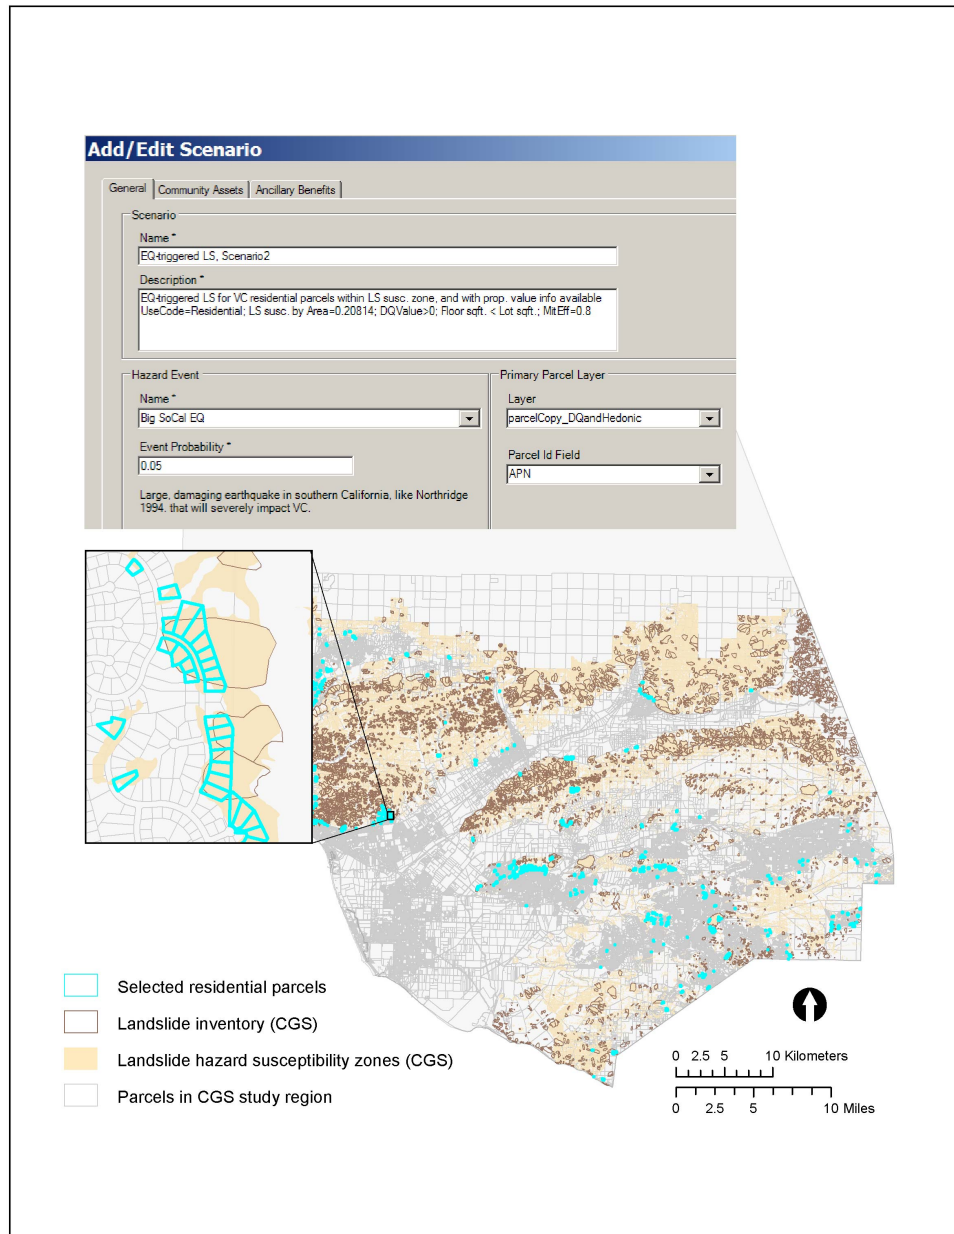 Add/Edit Scenario
General
Community Assets
Ancillary Benefits
Scenario
Name *
EQ-triggered LS, Scenario2
Description *
EQ-triggered LS for VC residential parcels within LS susc. zone, and with prop. value info available
UseCode=Residential; LS susc. by Area=0.20814; DQValue>0; Floor sqft. < Lot sqft.; MitEff=0.8
Hazard Event
Name *
Big SoCal EQ
Event Probability *
0.05
Large, damaging earthquake in southern California, like Northridge
1994. that will severely impact VC.
Primary Parcel Layer
Layer
parcelCopy_DQandHedonic
Parcel Id Field
APN
Selected residential parcels
Landslide inventory (CGS)
Landslide hazard susceptibility zones (CGS)
Parcels in CGS study region
0 2.5 5 10 Kilometers
0 2.5 5 10 Miles